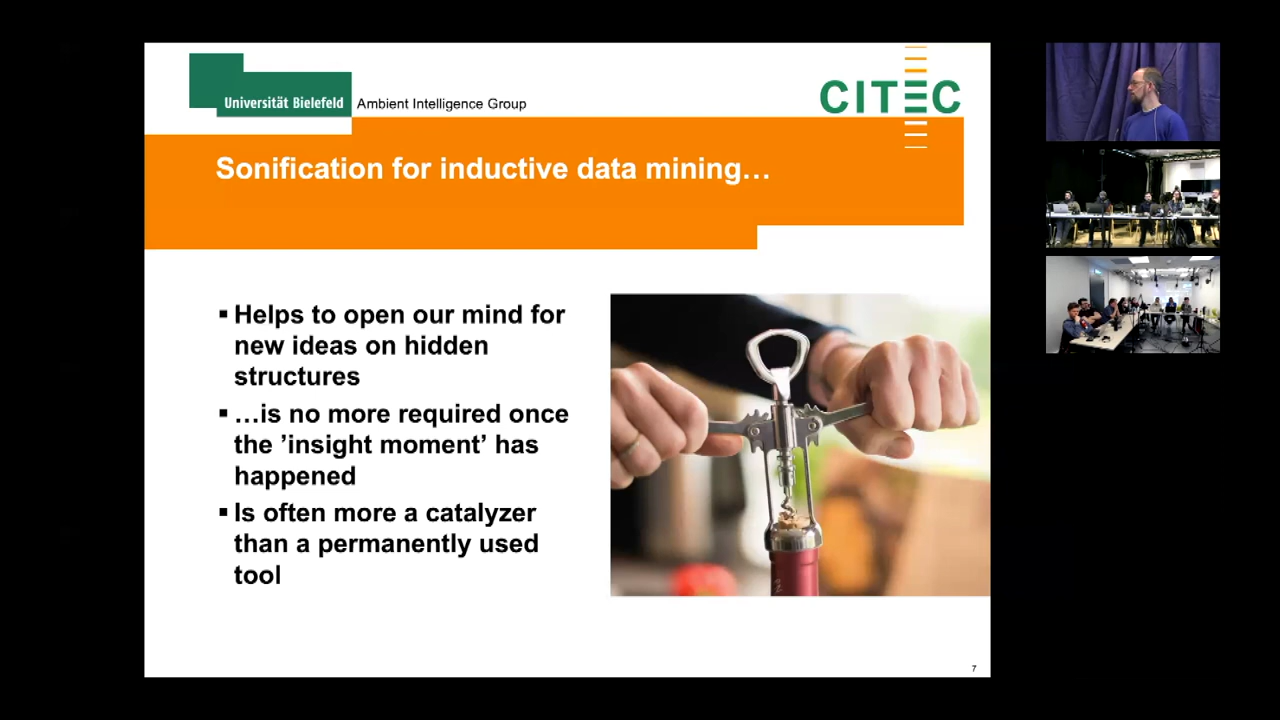 Universität Bielefeld
Ambient Intelligence Group
CITEC
Sonification for inductive data mining…
▪ Helps to open our mind for
new ideas on hidden
structures
▪ …is no more required once
the ’insight moment’ has
happened
▪ Is often more a catalyzer
than a permanently used
tool
7